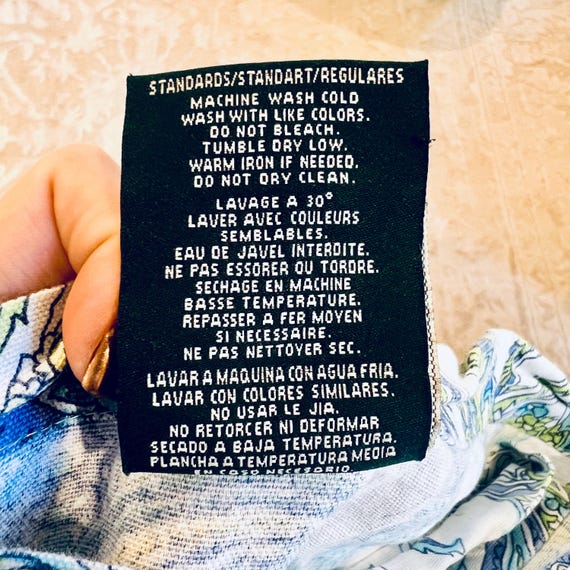 STANDARDS/STANDART/REGULARES
MACHINE WASH COLD
WASH WITH LIKE COLORS.
DO NOT BLEACH.
TUMBLE DRY LOW.
WARM IRON IF NEEDED.
DO NOT DRY CLEAN.
LAVAGE A 30°
LAVER AVEC COULEURS
SEMBLABLES.
EAU DE JAVEL INTERDITE.
NE PAS ESSORER OU TORDRE.
SECHAGE EN MACHINE
BASSE TEMPERATURE.
REPASSER A FER MOYEN
SI NECESSAIRE.
NE PAS NETTOYER SEC.
LAVAR A MAQUINA CON AGUA FRIA.
LAVAR CON COLORES SIMILARES.
NO USAR LE JIA.
NO RETORCER NI DEFORMAR
SECADO A BAJA TEMPERATURA.
PLANCHA A TEMPERATURA MEDIA
EN CASO NECESARIO.